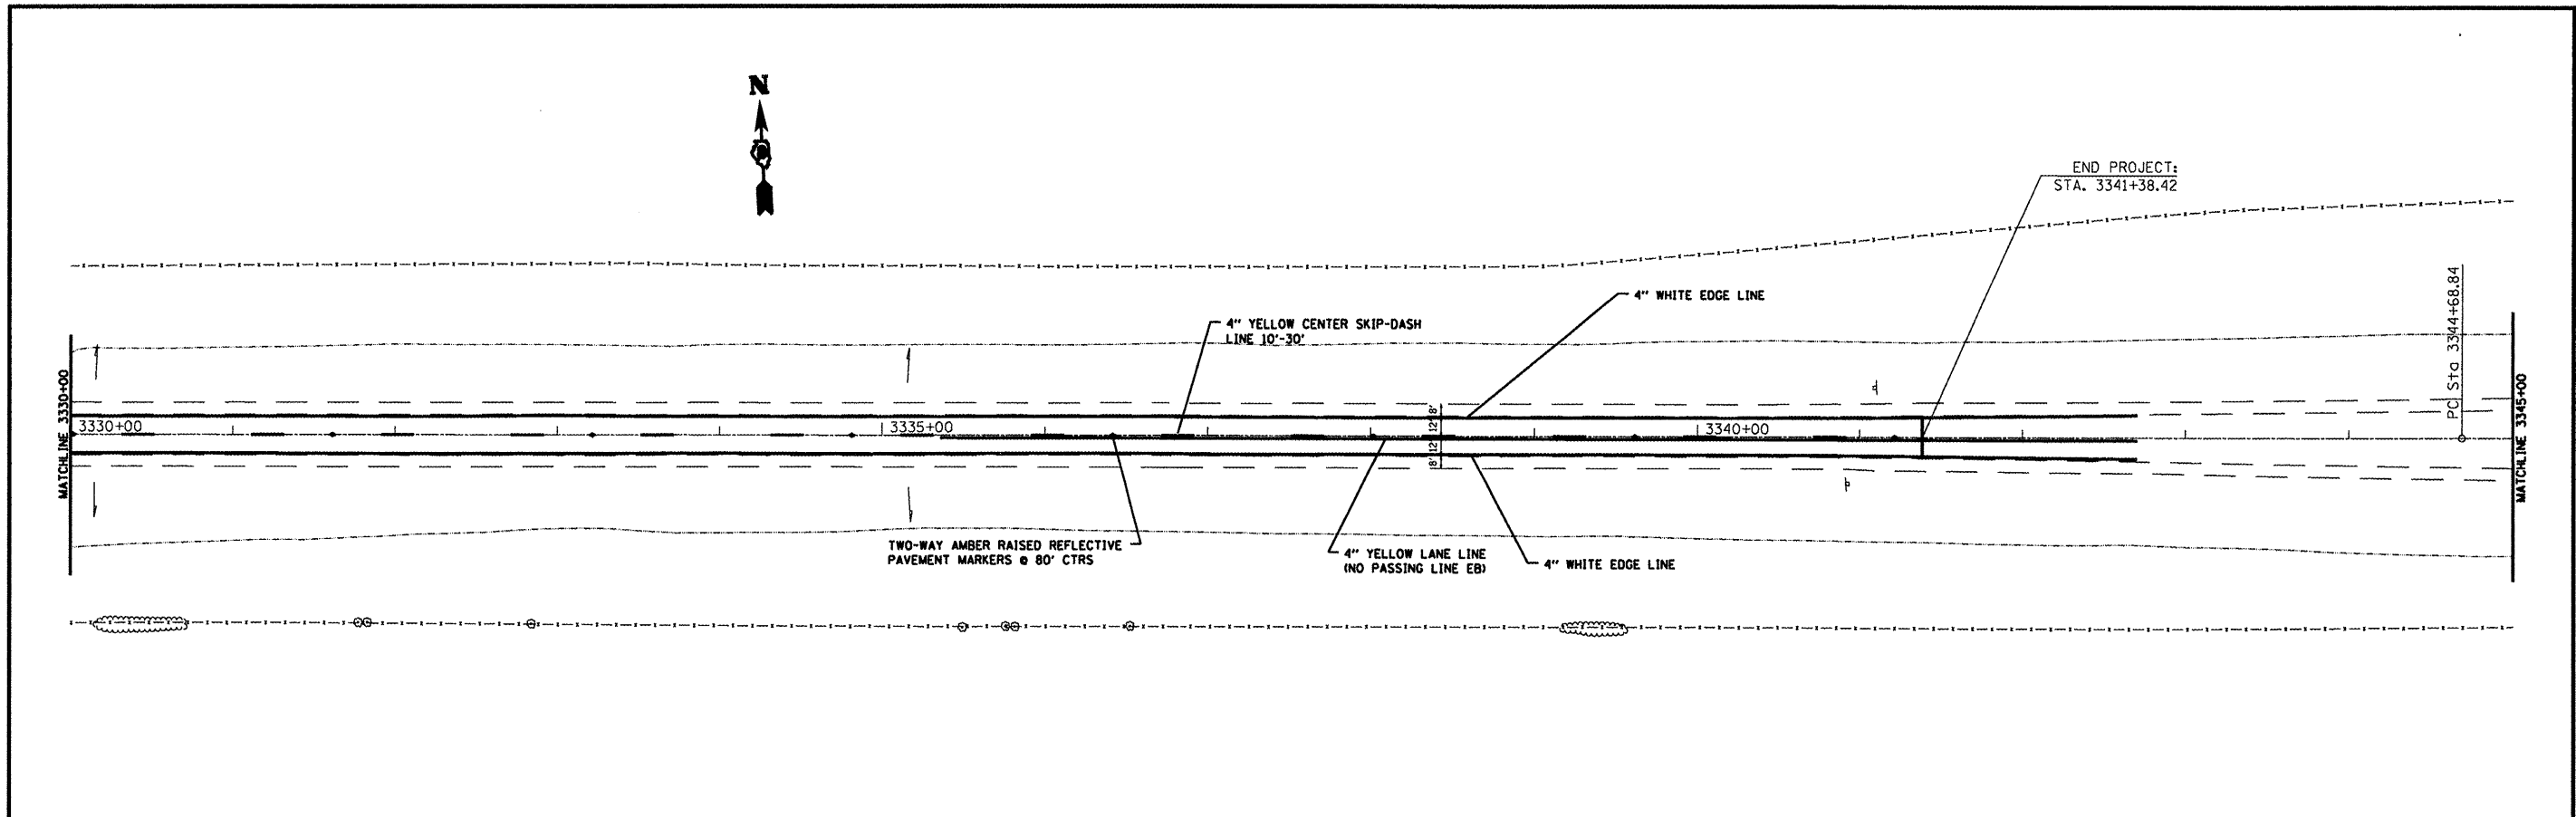 N
END PROJECT:
STA. 3341+38.42
4" WHITE EDGE LINE
4" YELLOW CENTER SKIP-DASH
LINE 10'-30'
PC Sta 3344+68.84
MATCHLINE 3330+00
MATCHLINE 3345+00
3330+00
3335+00
3340+00
8' 12' 12' 8'
TWO-WAY AMBER RAISED REFLECTIVE
PAVEMENT MARKERS @ 80' CTRS
4" YELLOW LANE LINE
(NO PASSING LINE EB)
4" WHITE EDGE LINE